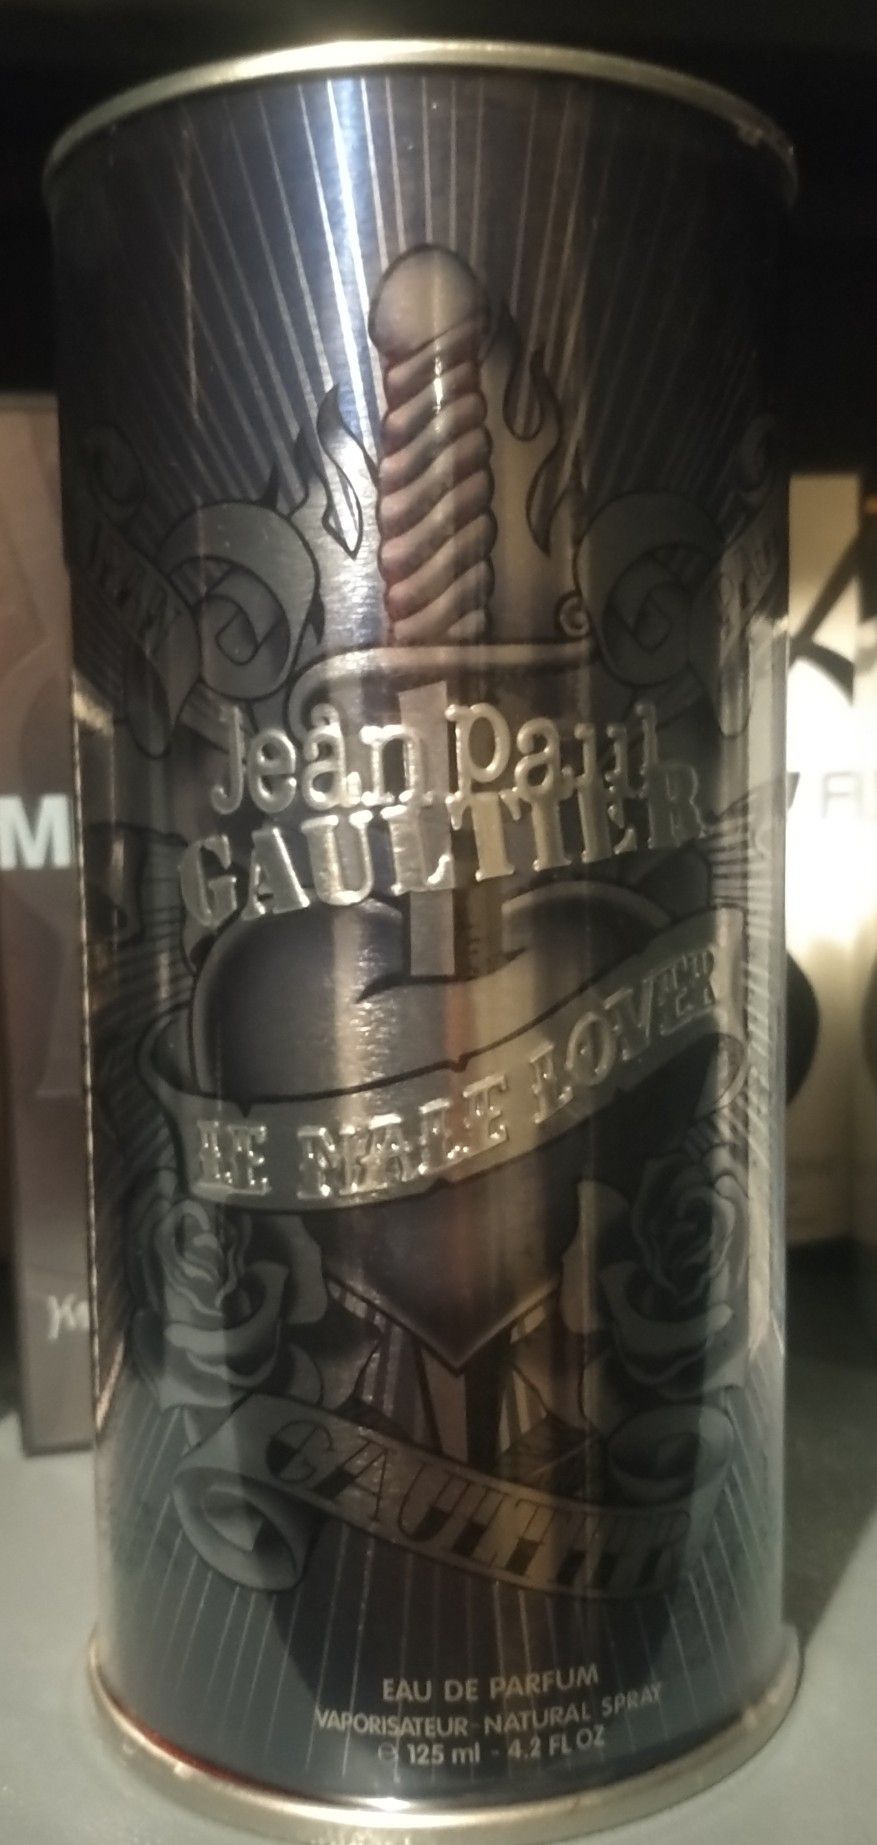 Jean Paul
GAULTIER
LE MALE LOVER
GAULTIER
EAU DE PARFUM
VAPORISATEUR - NATURAL SPRAY
℮ 125 ml - 4.2 FL OZ
M